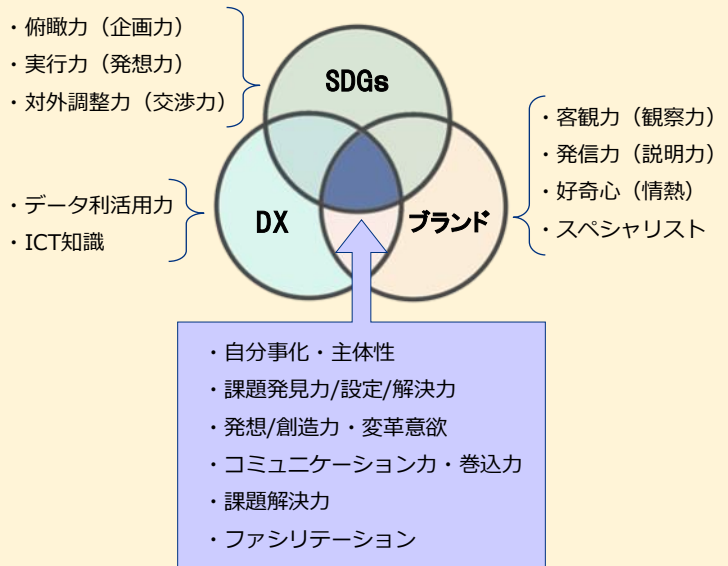 ・俯瞰力（企画力）
・実行力（発想力）
・対外調整力（交渉力）
SDGs
・客観力（観察力）
・発信力（説明力）
・好奇心（情熱）
・スペシャリスト
・データ利活用力
・ICT知識
DX
ブランド
・自分事化・主体性
・課題発見力/設定/解決力
・発想/創造力・変革意欲
・コミュニケーション力・巻込力
・課題解決力
・ファシリテーション